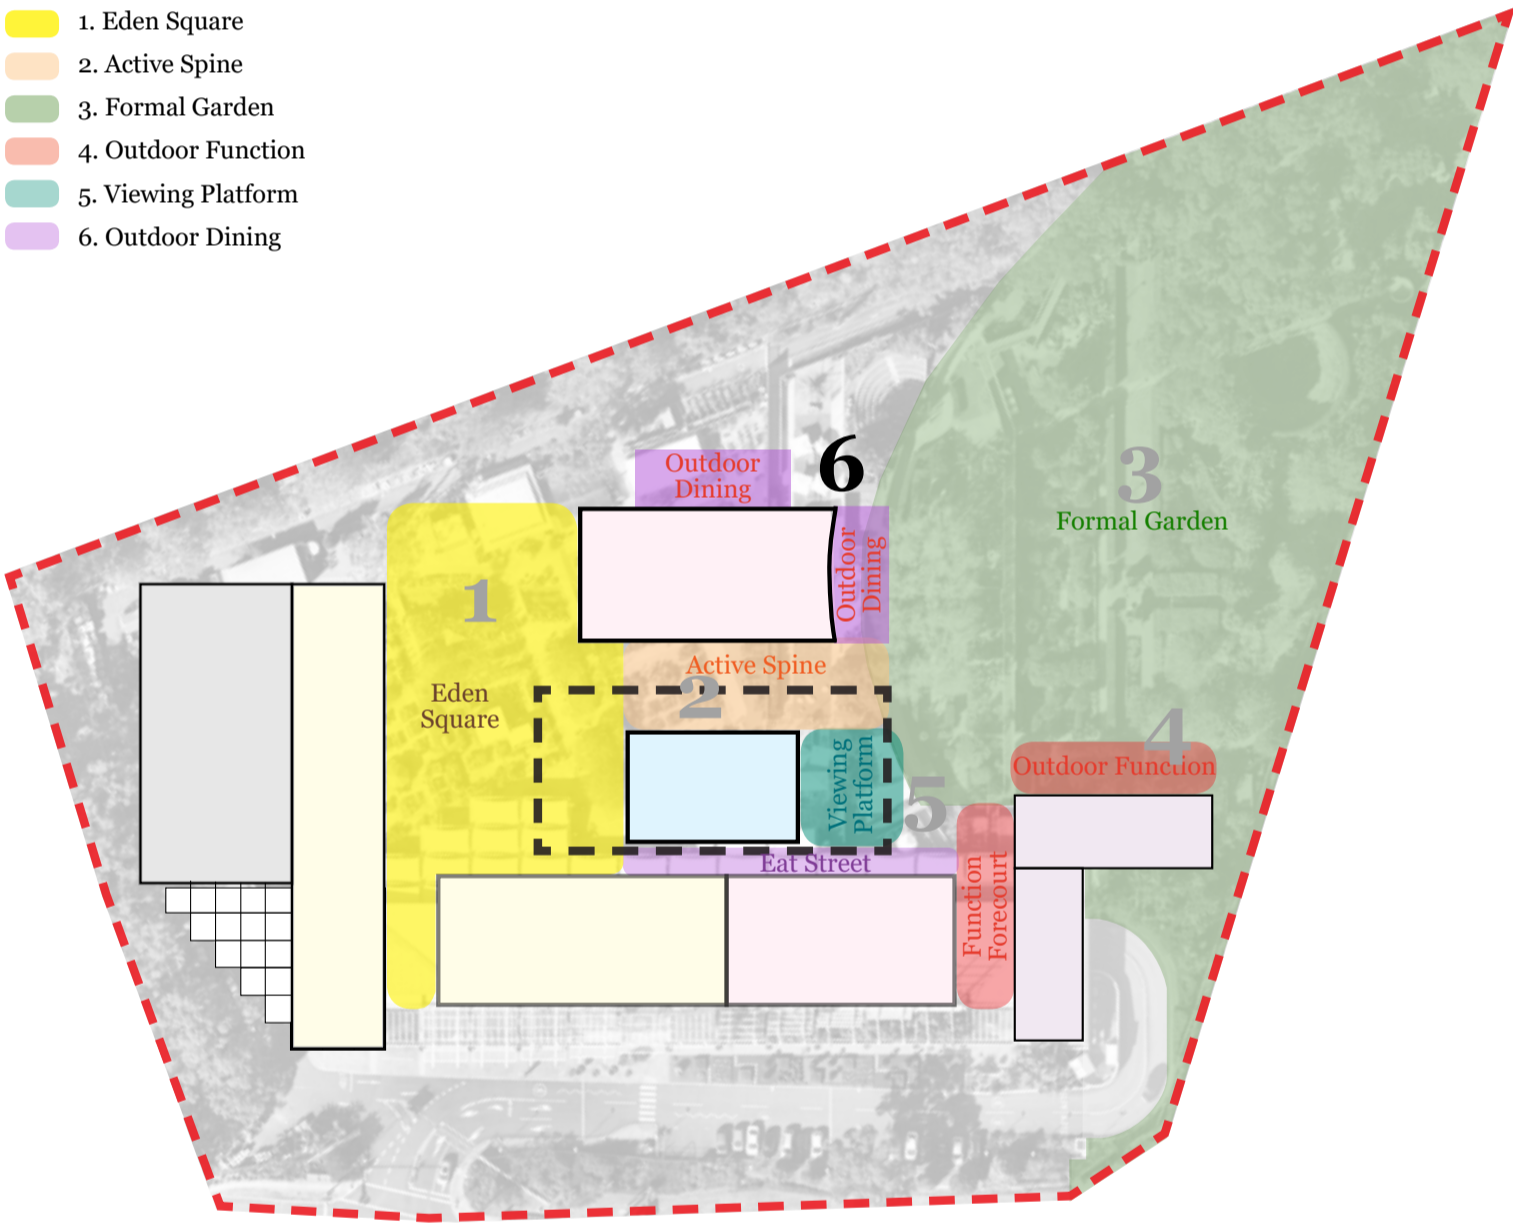 1. Eden Square
2. Active Spine
3. Formal Garden
4. Outdoor Function
5. Viewing Platform
6. Outdoor Dining
Outdoor
Dining
6
3
Formal Garden
Outdoor
Dining
1
Active Spine
2
Eden
Square
4
Outdoor Function
Viewing
Platform
5
Eat Street
Function
Forecourt